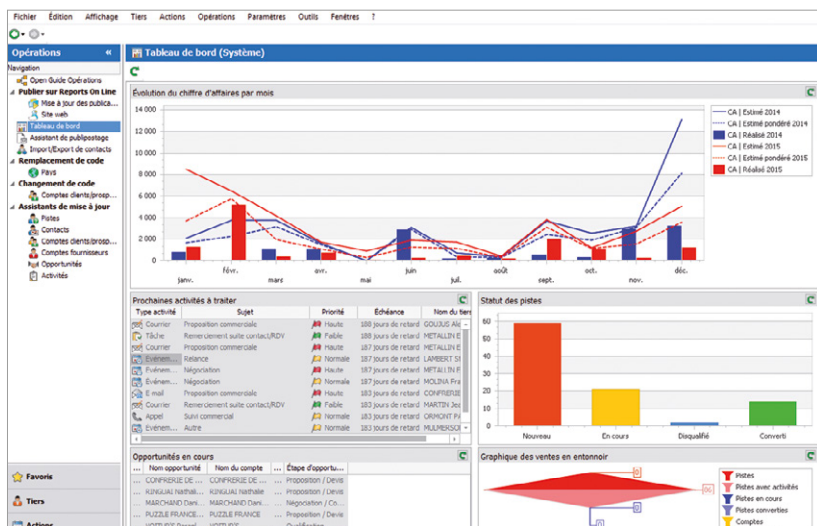 Fichier Édition Affichage Tiers Actions Opérations Paramètres Outils Fenêtres ?
Opérations «
Navigation
Open Guide Opérations
Publier sur Reports On Line
Mise à jour des publica...
Site web
Tableau de bord
Assistant de publipostage
Import/Export de contacts
Remplacement de code
Pays
Changement de code
Comptes clients/prosp...
Assistants de mise à jour
Pistes
Contacts
Comptes clients/prosp...
Comptes fournisseurs
Opportunités
Activités
Favoris
Tiers
Actions
Tableau de bord (Système)
Évolution du chiffre d'affaires par mois
14 000
12 000
10 000
8 000
6 000
4 000
2 000
0
janv. févr. mars avr. mai juin juil. août sept. oct. nov. déc.
CA | Estimé 2014
CA | Estimé pondéré 2014
CA | Réalisé 2014
CA | Estimé 2015
CA | Estimé pondéré 2015
CA | Réalisé 2015
Prochaines activités à traiter
Type activité Sujet Priorité Échéance Nom du tiers
Courrier Proposition commerciale Haute 188 jours de retard
Tâche Remerciement suite contact/RDV Faible 188 jours de retard METALLIN E
Courrier Proposition commerciale Haute 187 jours de retard METALLIN E
Évènem... Relance Normale 187 jours de retard LAMBERT
Évènem... Négociation Haute 187 jours de retard METALLIN E
Évènem... Négociation Normale 187 jours de retard MOLINA Fra
E-mail Proposition commerciale Haute 183 jours de retard CONFRERIE
Courrier Remerciement suite contact/RDV Faible 183 jours de retard MARTIN Jea
Appel Suivi commercial Normale 183 jours de retard ORMONT PA
Évènem... Autre Normale 183 jours de retard
Statut des pistes
60
50
40
30
20
10
0
Nouveau En cours Disqualifié Converti
Opportunités en cours
... Nom opportunité Nom du compte ... Étape d'opportu...
... CONFRERIE DE ... CONFRERIE DE ... ... Proposition / Devis
... RINGUAI Nathali... RINGUAI Nathalie ... Proposition / Devis
... MARCHAND Dani... MARCHAND Dani... ... Négociation / Co...
... PUZZLE FRANCE... PUZZLE FRANCE ... Proposition / Devis
Graphique des ventes en entonnoir
Pistes
Pistes avec activités
Pistes en cours
Pistes converties
Comptes